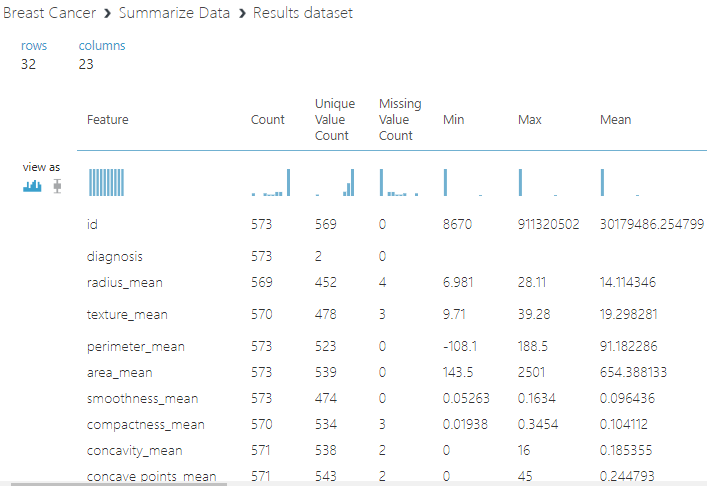 Breast Cancer ❯ Summarize Data ❯ Results dataset
rows columns
32 23
Feature Count Unique Value Count Missing Value Count Min Max Mean
view as
id 573 569 0 8670 911320502 30179486.254799
diagnosis 573 2 0
radius_mean 569 452 4 6.981 28.11 14.114346
texture_mean 570 478 3 9.71 39.28 19.298281
perimeter_mean 573 523 0 -108.1 188.5 91.182286
area_mean 573 539 0 143.5 2501 654.388133
smoothness_mean 573 474 0 0.05263 0.1634 0.096436
compactness_mean 570 534 3 0.01938 0.3454 0.104112
concavity_mean 571 538 2 0 16 0.185355
concave points_mean 571 543 2 0 45 0.244793